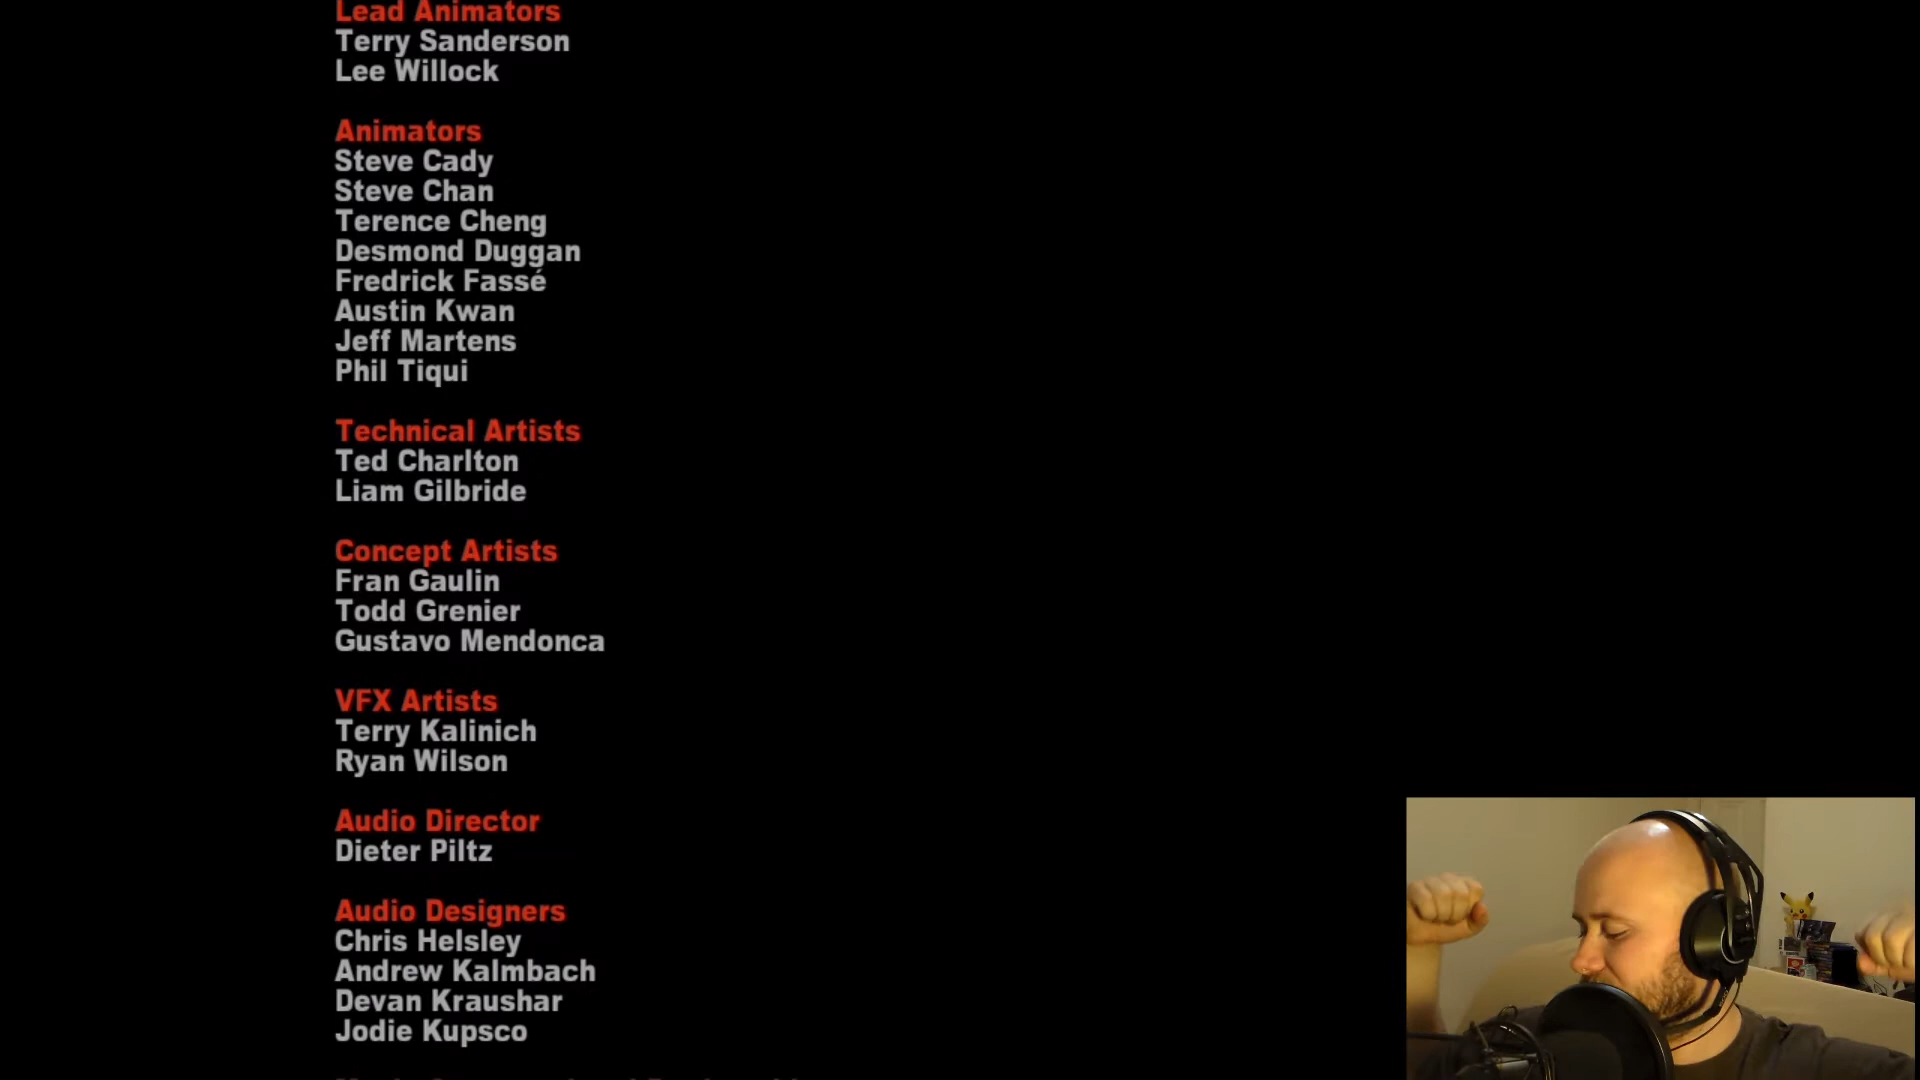 Lead Animators
Terry Sanderson
Lee Willock
Animators
Steve Cady
Steve Chan
Terence Cheng
Desmond Duggan
Fredrick Fassé
Austin Kwan
Jeff Martens
Phil Tiqui
Technical Artists
Ted Charlton
Liam Gilbride
Concept Artists
Fran Gaulin
Todd Grenier
Gustavo Mendonca
VFX Artists
Terry Kalinich
Ryan Wilson
Audio Director
Dieter Piltz
Audio Designers
Chris Helsley
Andrew Kalmbach
Devan Kraushar
Jodie Kupsco